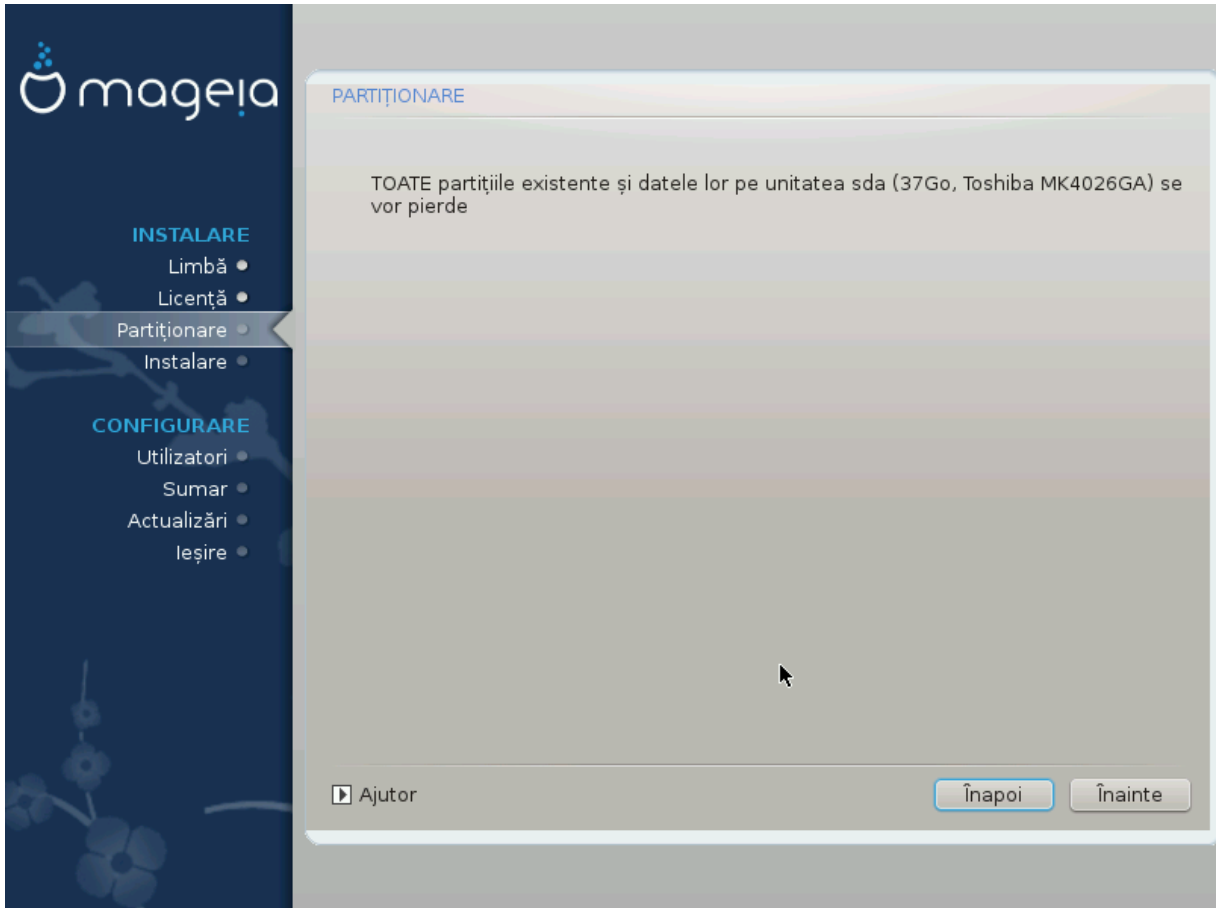 mageia
PARTIȚIONARE
TOATE partițiile existente și datele lor pe unitatea sda (37Go, Toshiba MK4026GA) se
vor pierde
INSTALARE
Limbă
Licență
Partiționare
Instalare
CONFIGURARE
Utilizatori
Sumar
Actualizări
Ieșire
Ajutor
Înapoi
Înainte